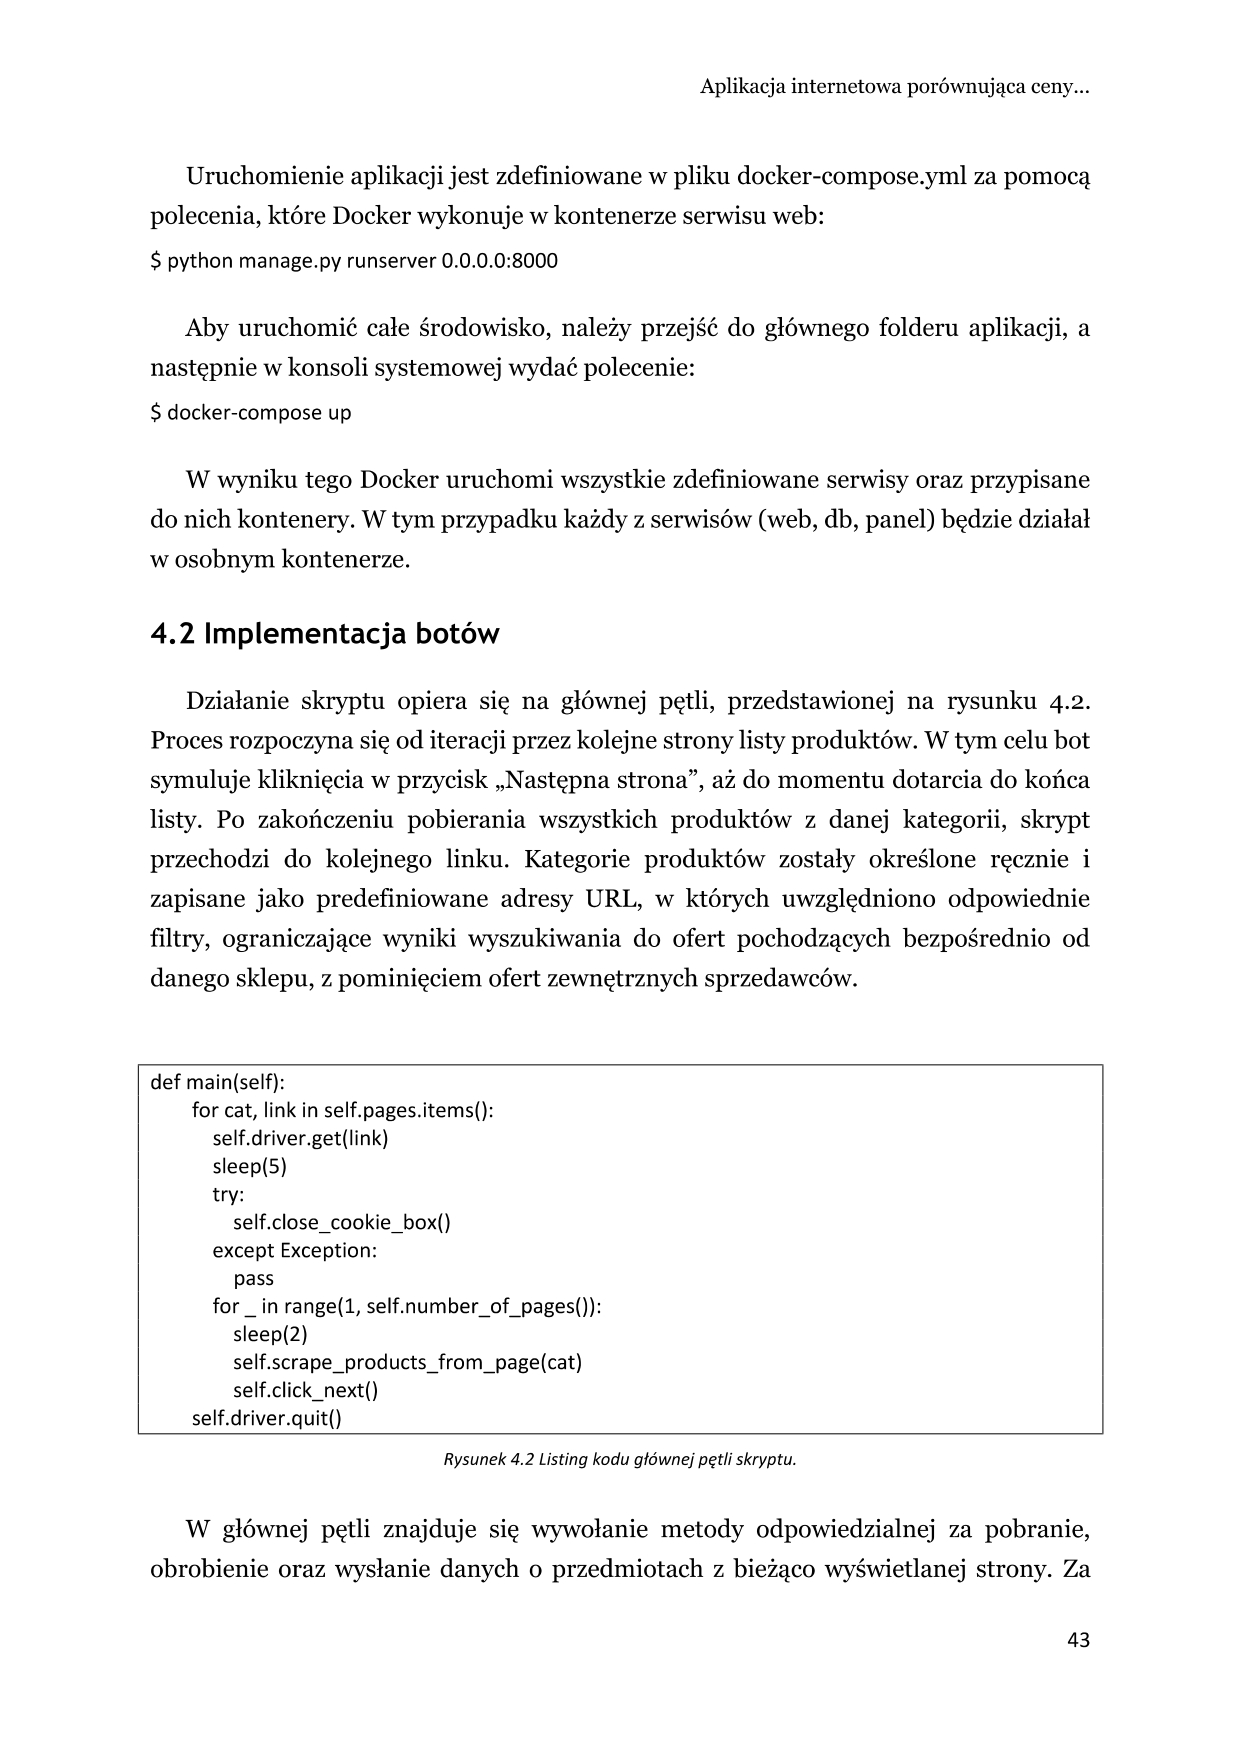 Aplikacja internetowa porównująca ceny...
Uruchomienie aplikacji jest zdefiniowane w pliku docker-compose.yml za pomocą
polecenia, które Docker wykonuje w kontenerze serwisu web:
$ python manage.py runserver 0.0.0.0:8000
Aby uruchomić całe środowisko, należy przejść do głównego folderu aplikacji, a
następnie w konsoli systemowej wydać polecenie:
$ docker-compose up
W wyniku tego Docker uruchomi wszystkie zdefiniowane serwisy oraz przypisane
do nich kontenery. W tym przypadku każdy z serwisów (web, db, panel) będzie działał
w osobnym kontenerze.
4.2 Implementacja botów
Działanie skryptu opiera się na głównej pętli, przedstawionej na rysunku 4.2.
Proces rozpoczyna się od iteracji przez kolejne strony listy produktów. W tym celu bot
symuluje kliknięcia w przycisk „Następna strona”, aż do momentu dotarcia do końca
listy. Po zakończeniu pobierania wszystkich produktów z danej kategorii, skrypt
przechodzi do kolejnego linku. Kategorie produktów zostały określone ręcznie i
zapisane jako predefiniowane adresy URL, w których uwzględniono odpowiednie
filtry, ograniczające wyniki wyszukiwania do ofert pochodzących bezpośrednio od
danego sklepu, z pominięciem ofert zewnętrznych sprzedawców.
def main(self):
    for cat, link in self.pages.items():
      self.driver.get(link)
      sleep(5)
      try:
        self.close_cookie_box()
      except Exception:
        pass
      for _ in range(1, self.number_of_pages()):
        sleep(2)
        self.scrape_products_from_page(cat)
        self.click_next()
    self.driver.quit()
Rysunek 4.2 Listing kodu głównej pętli skryptu.
W głównej pętli znajduje się wywołanie metody odpowiedzialnej za pobranie,
obrobienie oraz wysłanie danych o przedmiotach z bieżąco wyświetlanej strony. Za
43